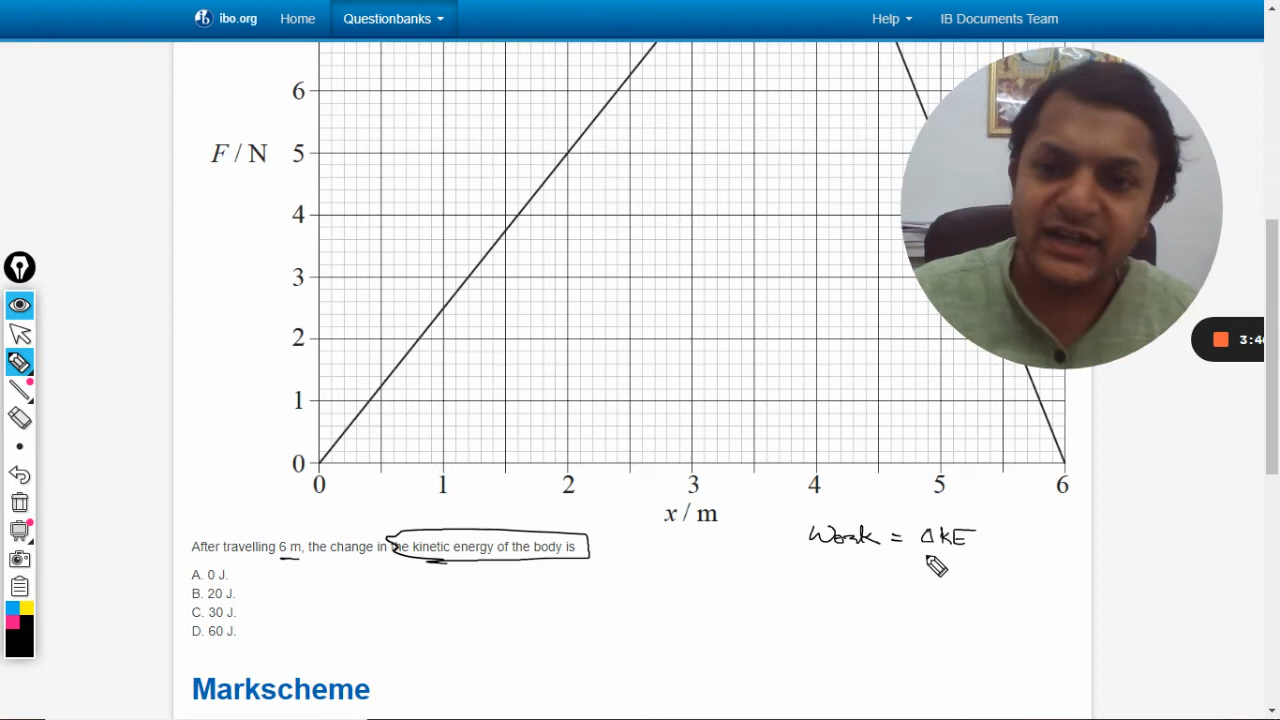 ibo.org Home Questionbanks Help IB Documents Team
6
F / N 5
4
3
2
1
0
0 1 2 3 4 5 6
x / m
Work = ΔKE
After travelling 6 m, the change in the kinetic energy of the body is
A. 0 J.
B. 20 J.
C. 30 J.
D. 60 J.
Markscheme